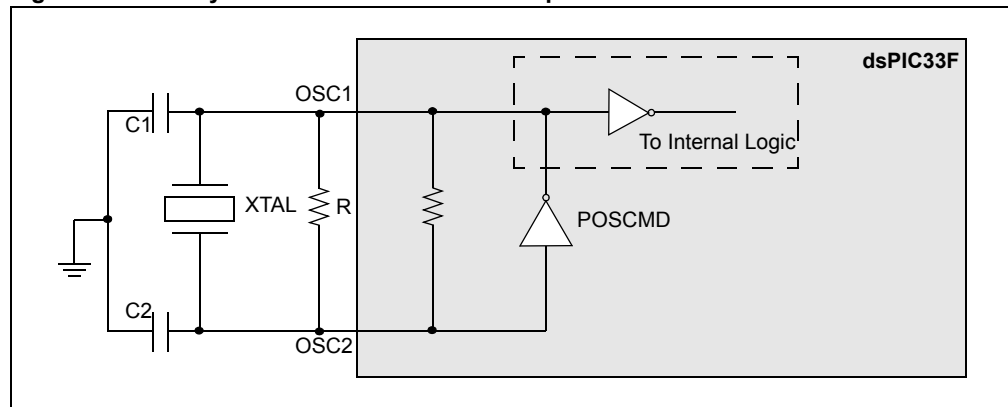 dsPIC33F
OSC1
C1
To Internal Logic
XTAL
R
POSCMD
C2
OSC2